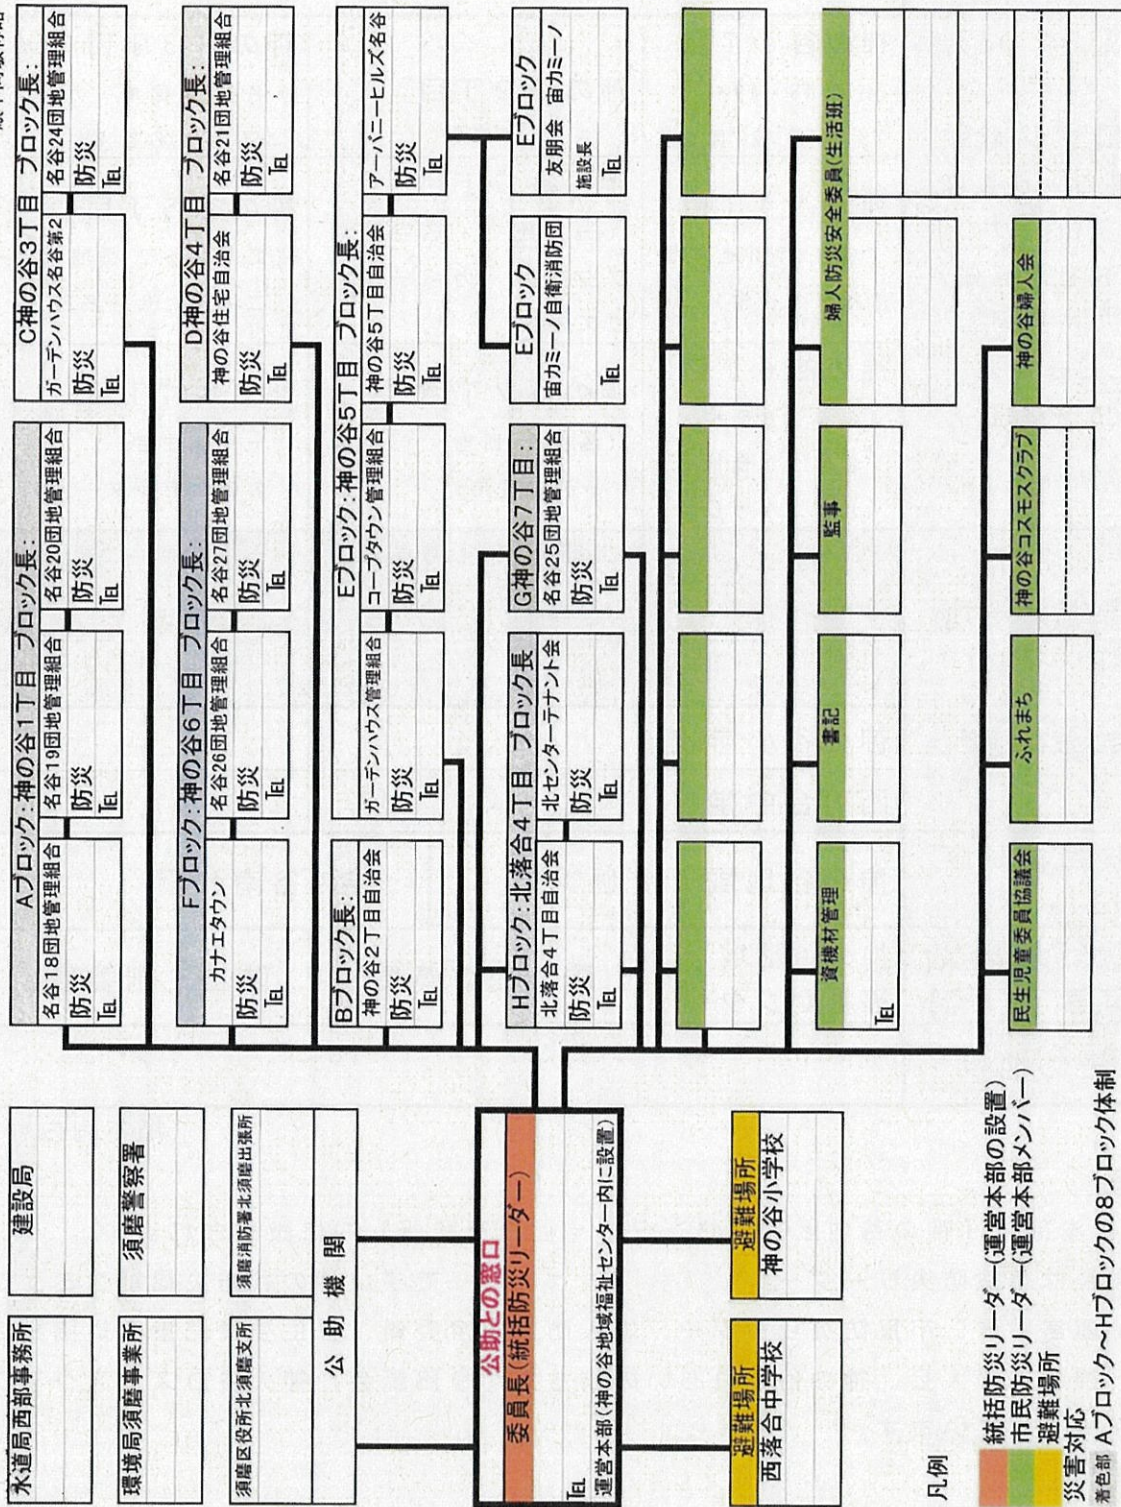 水道局西部事務所
建設局
環境局須磨事業所
須磨警察署
須磨区役所北須磨支所
須磨消防署北須磨出張所
公助機関
公助との窓口
委員長(統括防災リーダー)
TEL
運営本部(神の谷地域福祉センター内に設置)
避難場所
西落合中学校
避難場所
神の谷小学校
凡例
統括防災リーダー(運営本部の設置)
市民防災リーダー(運営本部メンバー)
避難場所
災害対応
着色部 Aブロック～Hブロックの8ブロック体制
Aブロック:神の谷1丁目 ブロック長:
名谷18団地管理組合
防災
TEL
名谷19団地管理組合
防災
TEL
名谷20団地管理組合
防災
TEL
C神の谷3丁目 ブロック長:
ガーデンハウス名谷第2
防災
TEL
名谷24団地管理組合
防災
TEL
Fブロック:神の谷6丁目 ブロック長:
カナエタウン
防災
TEL
名谷26団地管理組合
防災
TEL
名谷27団地管理組合
防災
TEL
D神の谷4丁目 ブロック長:
神の谷住宅自治会
防災
TEL
名谷21団地管理組合
防災
TEL
Bブロック長:
神の谷2丁目自治会
防災
TEL
Eブロック:神の谷5丁目 ブロック長:
ガーデンハウス管理組合
防災
TEL
コープタウン管理組合
防災
TEL
神の谷5丁目自治会
防災
TEL
アーバニーヒルズ名谷
防災
TEL
Hブロック:北落合4丁目 ブロック長
北落合4丁目自治会
防災
TEL
北センターテナント会
防災
TEL
G神の谷7丁目:
名谷25団地管理組合
防災
TEL
Eブロック
宙カミーノ自衛消防団
TEL
Eブロック
友朋会 宙カミーノ
施設長
TEL
資機材管理
TEL
書記
監事
婦人防災安全委員(生活班)
民生児童委員協議会
ふれまち
神の谷コスモスクラブ
神の谷婦人会